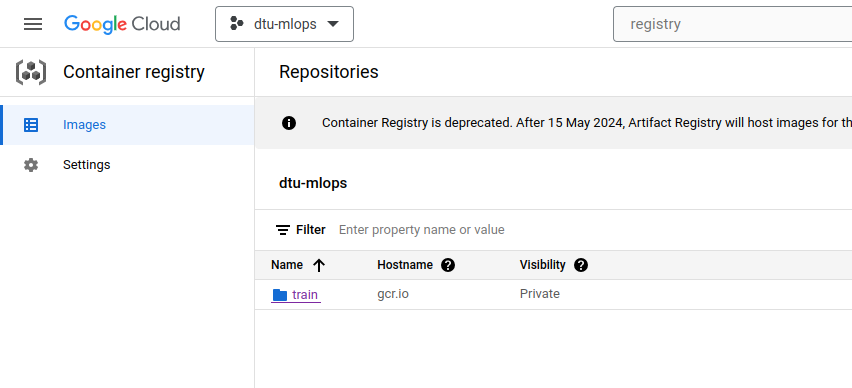 Google Cloud dtu-mlops registry
Container registry
Repositories
Images
Container Registry is deprecated. After 15 May 2024, Artifact Registry will host images for
Settings
dtu-mlops
Filter Enter property name or value
Name Hostname Visibility
train gcr.io Private